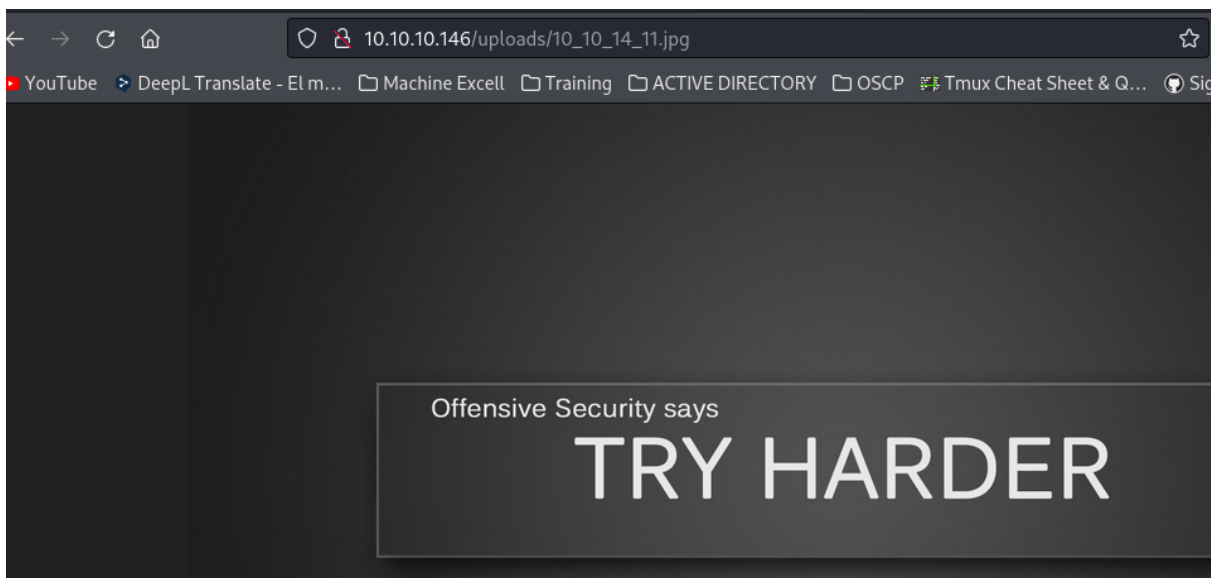 10.10.10.146/uploads/10_10_14_11.jpg
YouTube DeepL Translate - El m... Machine Excell Training ACTIVE DIRECTORY OSCP Tmux Cheat Sheet & Q... Sig
Offensive Security says
TRY HARDER